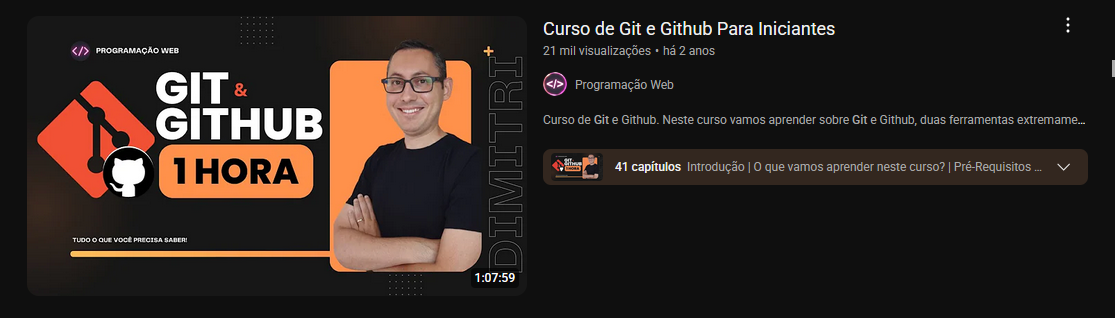 </> PROGRAMAÇÃO WEB
GIT &
GITHUB
1 HORA
TUDO O QUE VOCÊ PRECISA SABER!
DIMITRI
1:07:59
Curso de Git e Github Para Iniciantes
21 mil visualizações • há 2 anos
</> Programação Web
Curso de Git e Github. Neste curso vamos aprender sobre Git e Github, duas ferramentas extremame...
41 capítulos Introdução | O que vamos aprender neste curso? | Pré-Requisitos ...